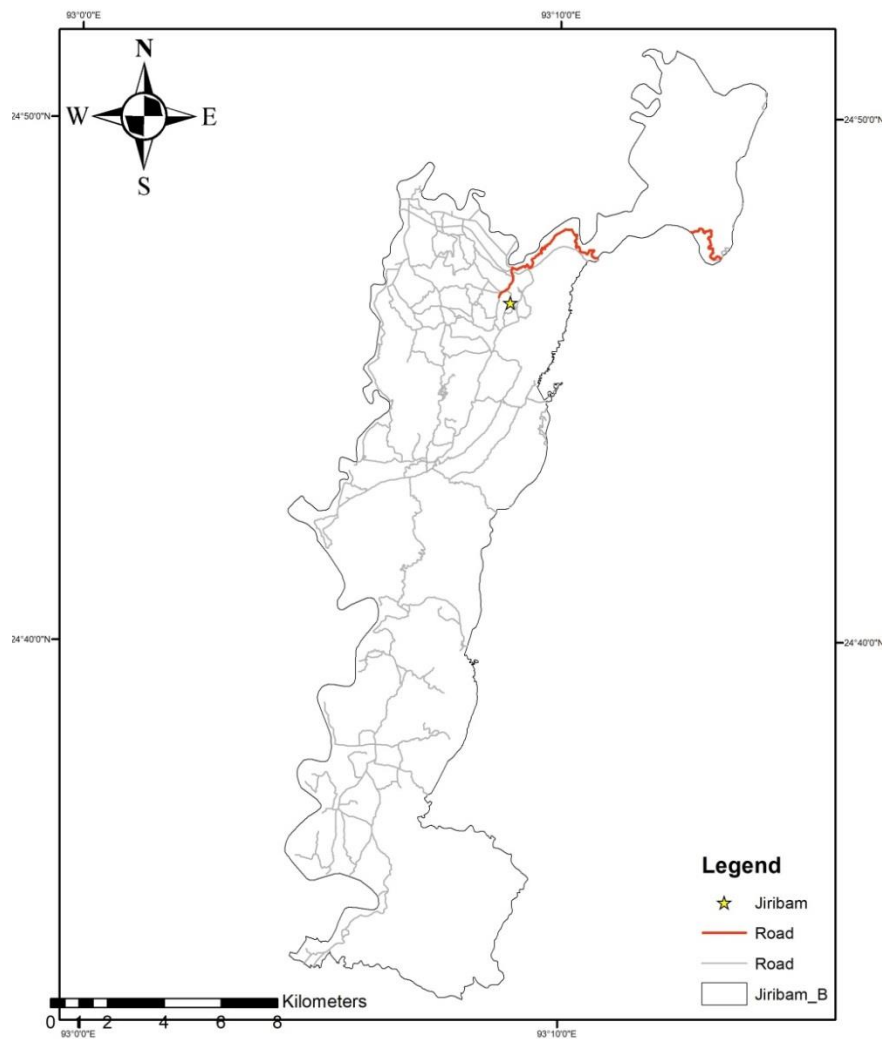 93°0'0"E
93°10'0"E
N
W
E
S
24°50'0"N
24°50'0"N
24°40'0"N
24°40'0"N
Legend
Jiribam
Road
Road
Jiribam_B
Kilometers
0 1 2 4 6 8
93°0'0"E
93°10'0"E